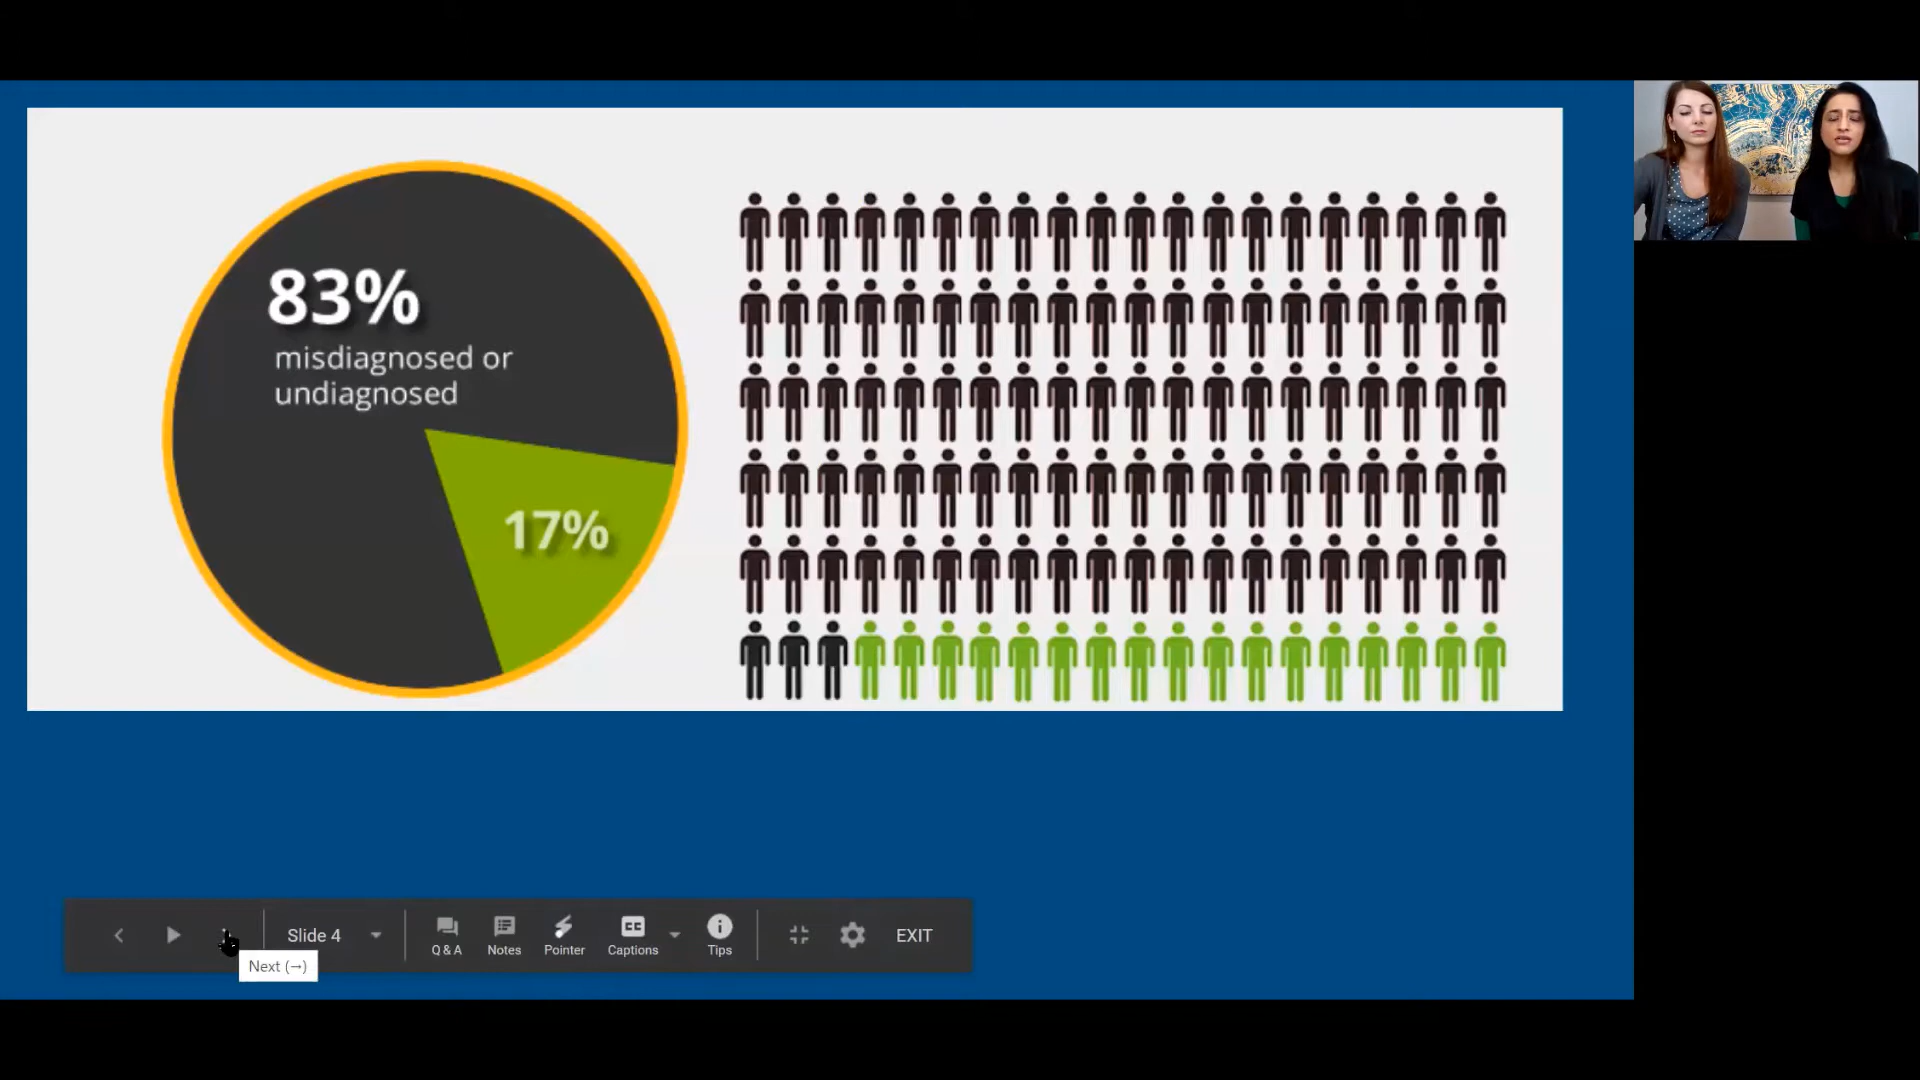 83%
misdiagnosed or
undiagnosed
17%
Slide 4
Q & A
Notes
Pointer
Captions
Tips
EXIT
Next (→)